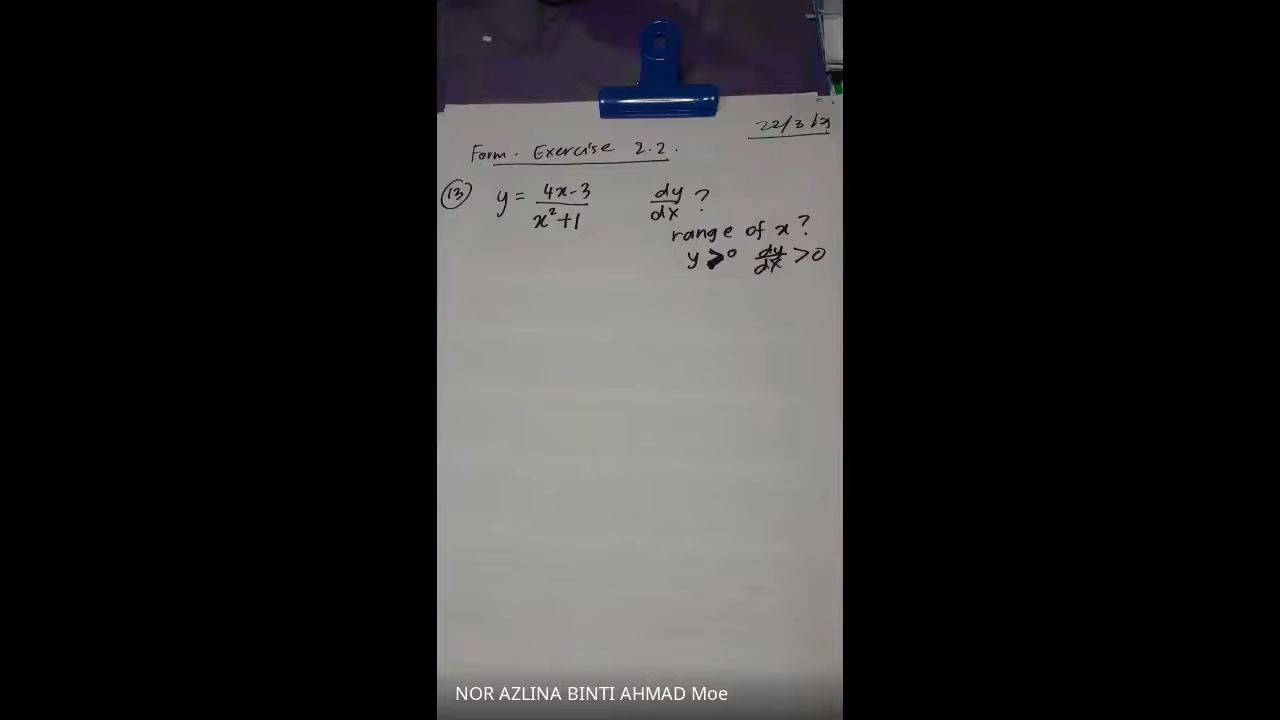 22/3/21
Form. Exercise 2.2.
(13) y = 4x-3 / x²+1 dy/dx ?
range of x?
y > 0 dy/dx > 0
NOR AZLINA BINTI AHMAD Moe